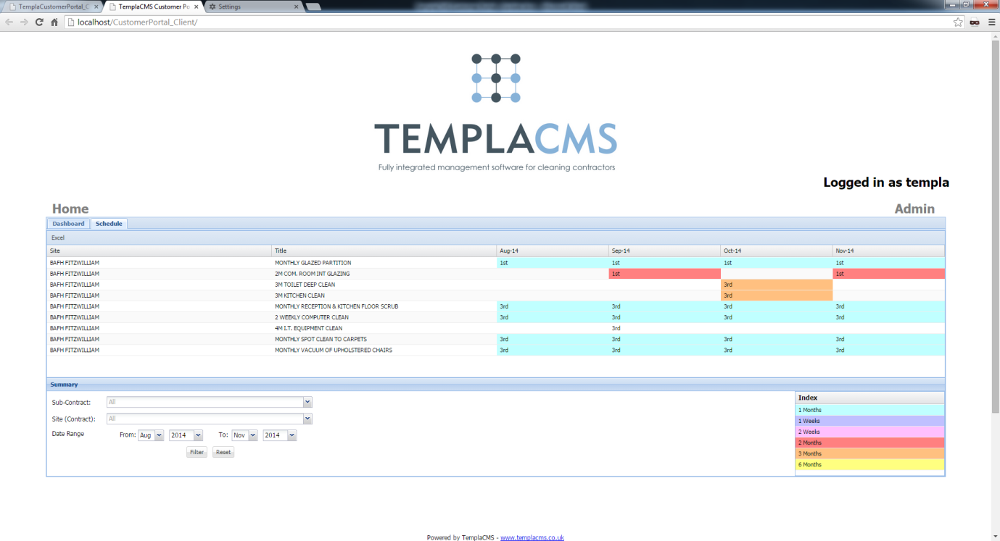 TemplaCustomerPortal_C
TemplaCMS Customer Po
Settings
localhost/CustomerPortal_Client/
TEMPLACMS
Fully integrated management software for cleaning contractors
Logged in as templa
Home Admin
Dashboard Schedule
Excel
Site Title Aug-14 Sep-14 Oct-14 Nov-14
BAFH FITZWILLIAM MONTHLY GLAZED PARTITION 1st 1st 1st 1st
BAFH FITZWILLIAM 2M COM. ROOM INT GLAZING 1st 1st
BAFH FITZWILLIAM 3M TOILET DEEP CLEAN 3rd
BAFH FITZWILLIAM 3M KITCHEN CLEAN 3rd
BAFH FITZWILLIAM MONTHLY RECEPTION & KITCHEN FLOOR SCRUB 3rd 3rd 3rd 3rd
BAFH FITZWILLIAM 2 WEEKLY COMPUTER CLEAN 3rd 3rd 3rd 3rd
BAFH FITZWILLIAM 4M I.T. EQUIPMENT CLEAN 3rd
BAFH FITZWILLIAM MONTHLY SPOT CLEAN TO CARPETS 3rd 3rd 3rd 3rd
BAFH FITZWILLIAM MONTHLY VACUUM OF UPHOLSTERED CHAIRS 3rd 3rd 3rd 3rd
Summary
Sub-Contract: All
Site (Contract): All
Date Range From: Aug 2014 To: Nov 2014
Filter Reset
Index
1 Months
1 Weeks
2 Weeks
2 Months
3 Months
6 Months
Powered by TemplaCMS - www.templacms.co.uk